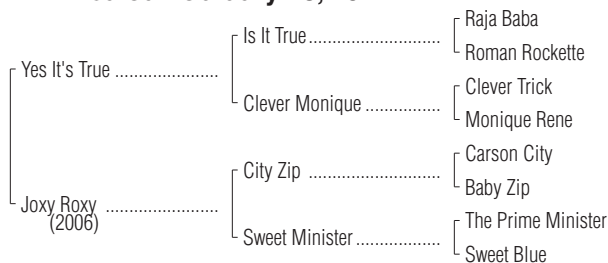 Raja Baba
Is It True
Roman Rockette
Yes It's True
Clever Trick
Clever Monique
Monique Rene
Carson City
City Zip
Baby Zip
Joxy Roxy
(2006)
The Prime Minister
Sweet Minister
Sweet Blue